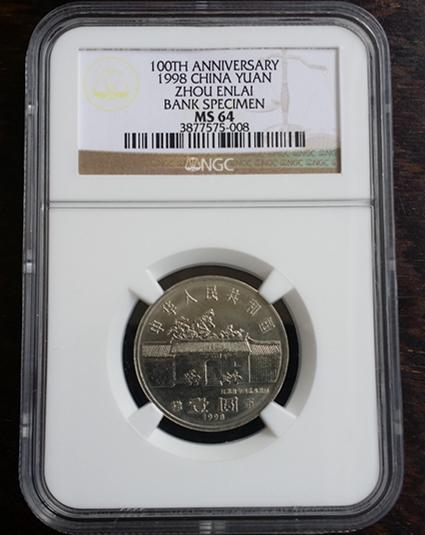 100TH ANNIVERSARY
1998 CHINA YUAN
ZHOU ENLAI
BANK SPECIMEN
MS 64
3877575-008
NGC
中华人民共和国
壹圆
1998